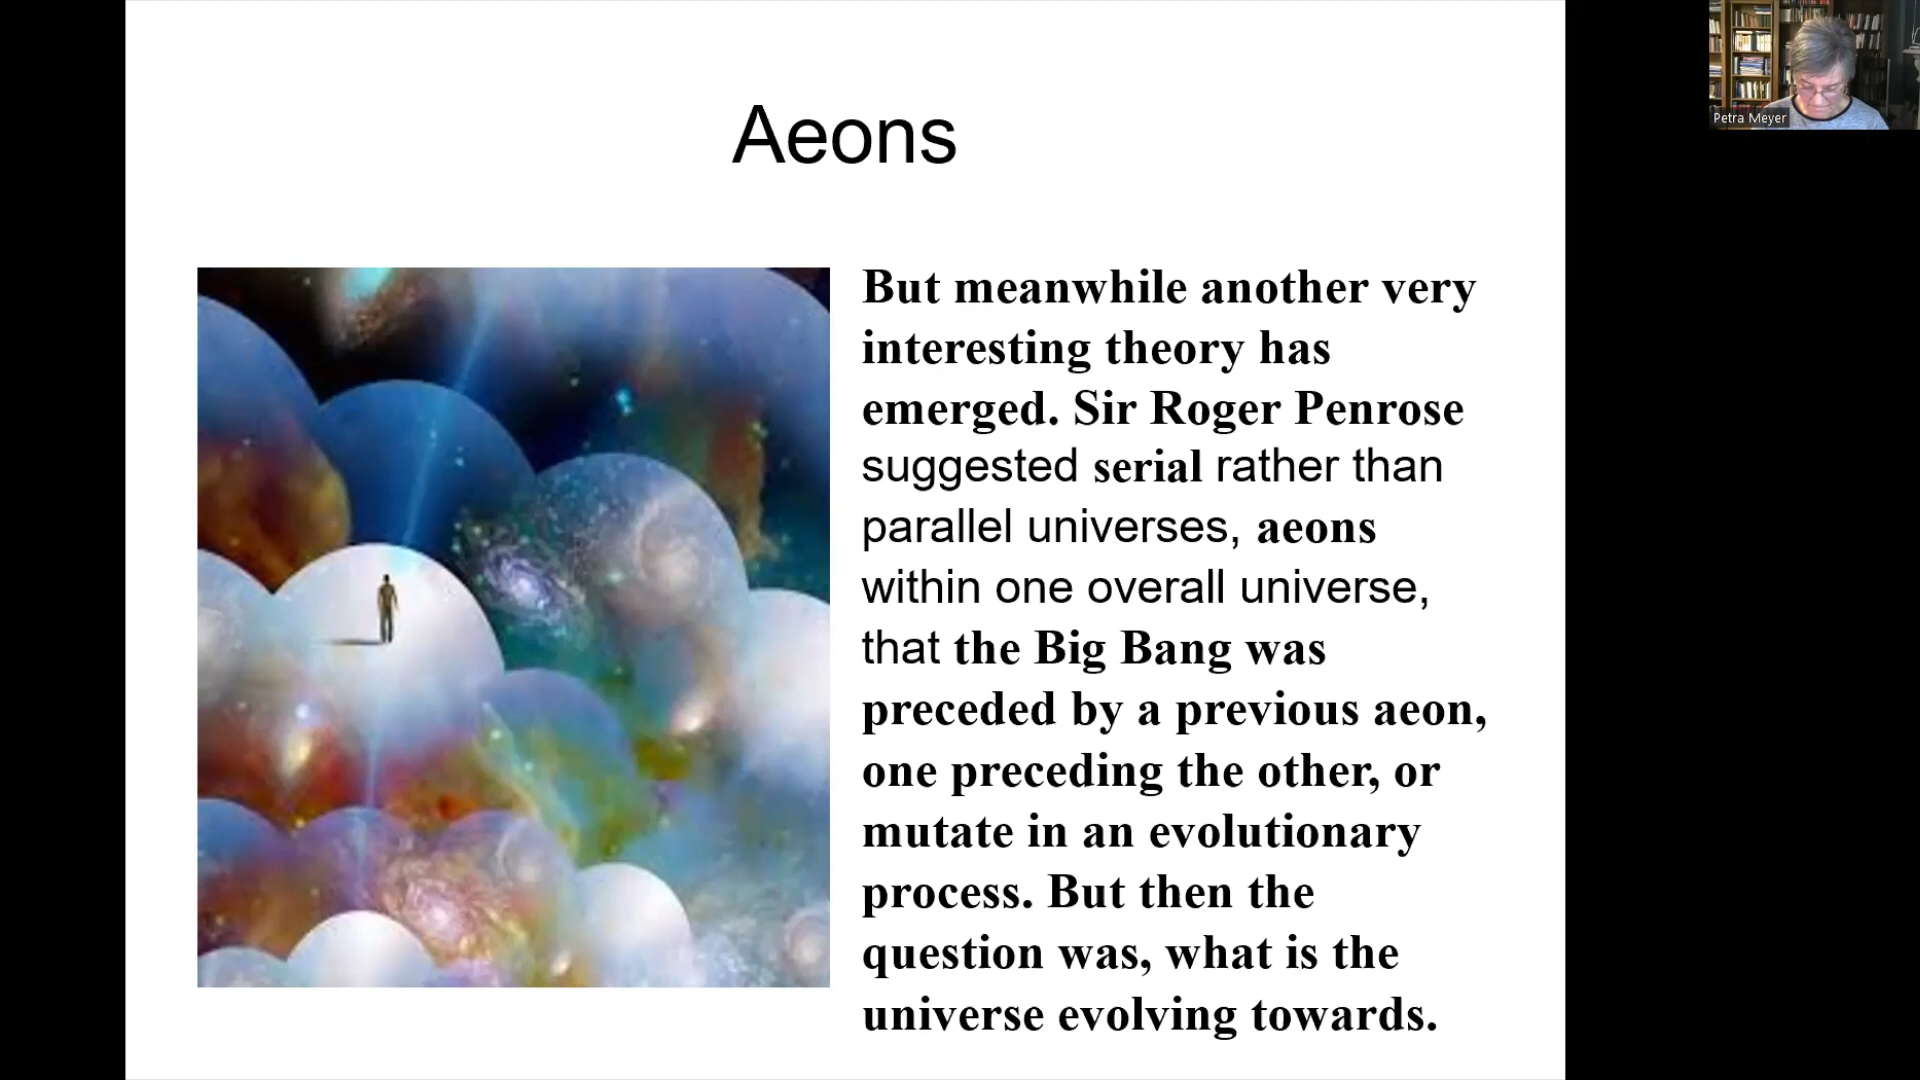 Aeons
But meanwhile another very
interesting theory has
emerged. Sir Roger Penrose
suggested serial rather than
parallel universes, aeons
within one overall universe,
that the Big Bang was
preceded by a previous aeon,
one preceding the other, or
mutate in an evolutionary
process. But then the
question was, what is the
universe evolving towards.
Petra Meyer